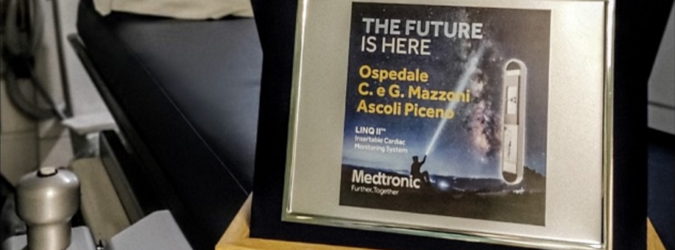 THE FUTURE
IS HERE
Ospedale
C. e G. Mazzoni
Ascoli Piceno
LINQ II™
Insertable Cardiac
Monitoring System
Medtronic
Further, Together